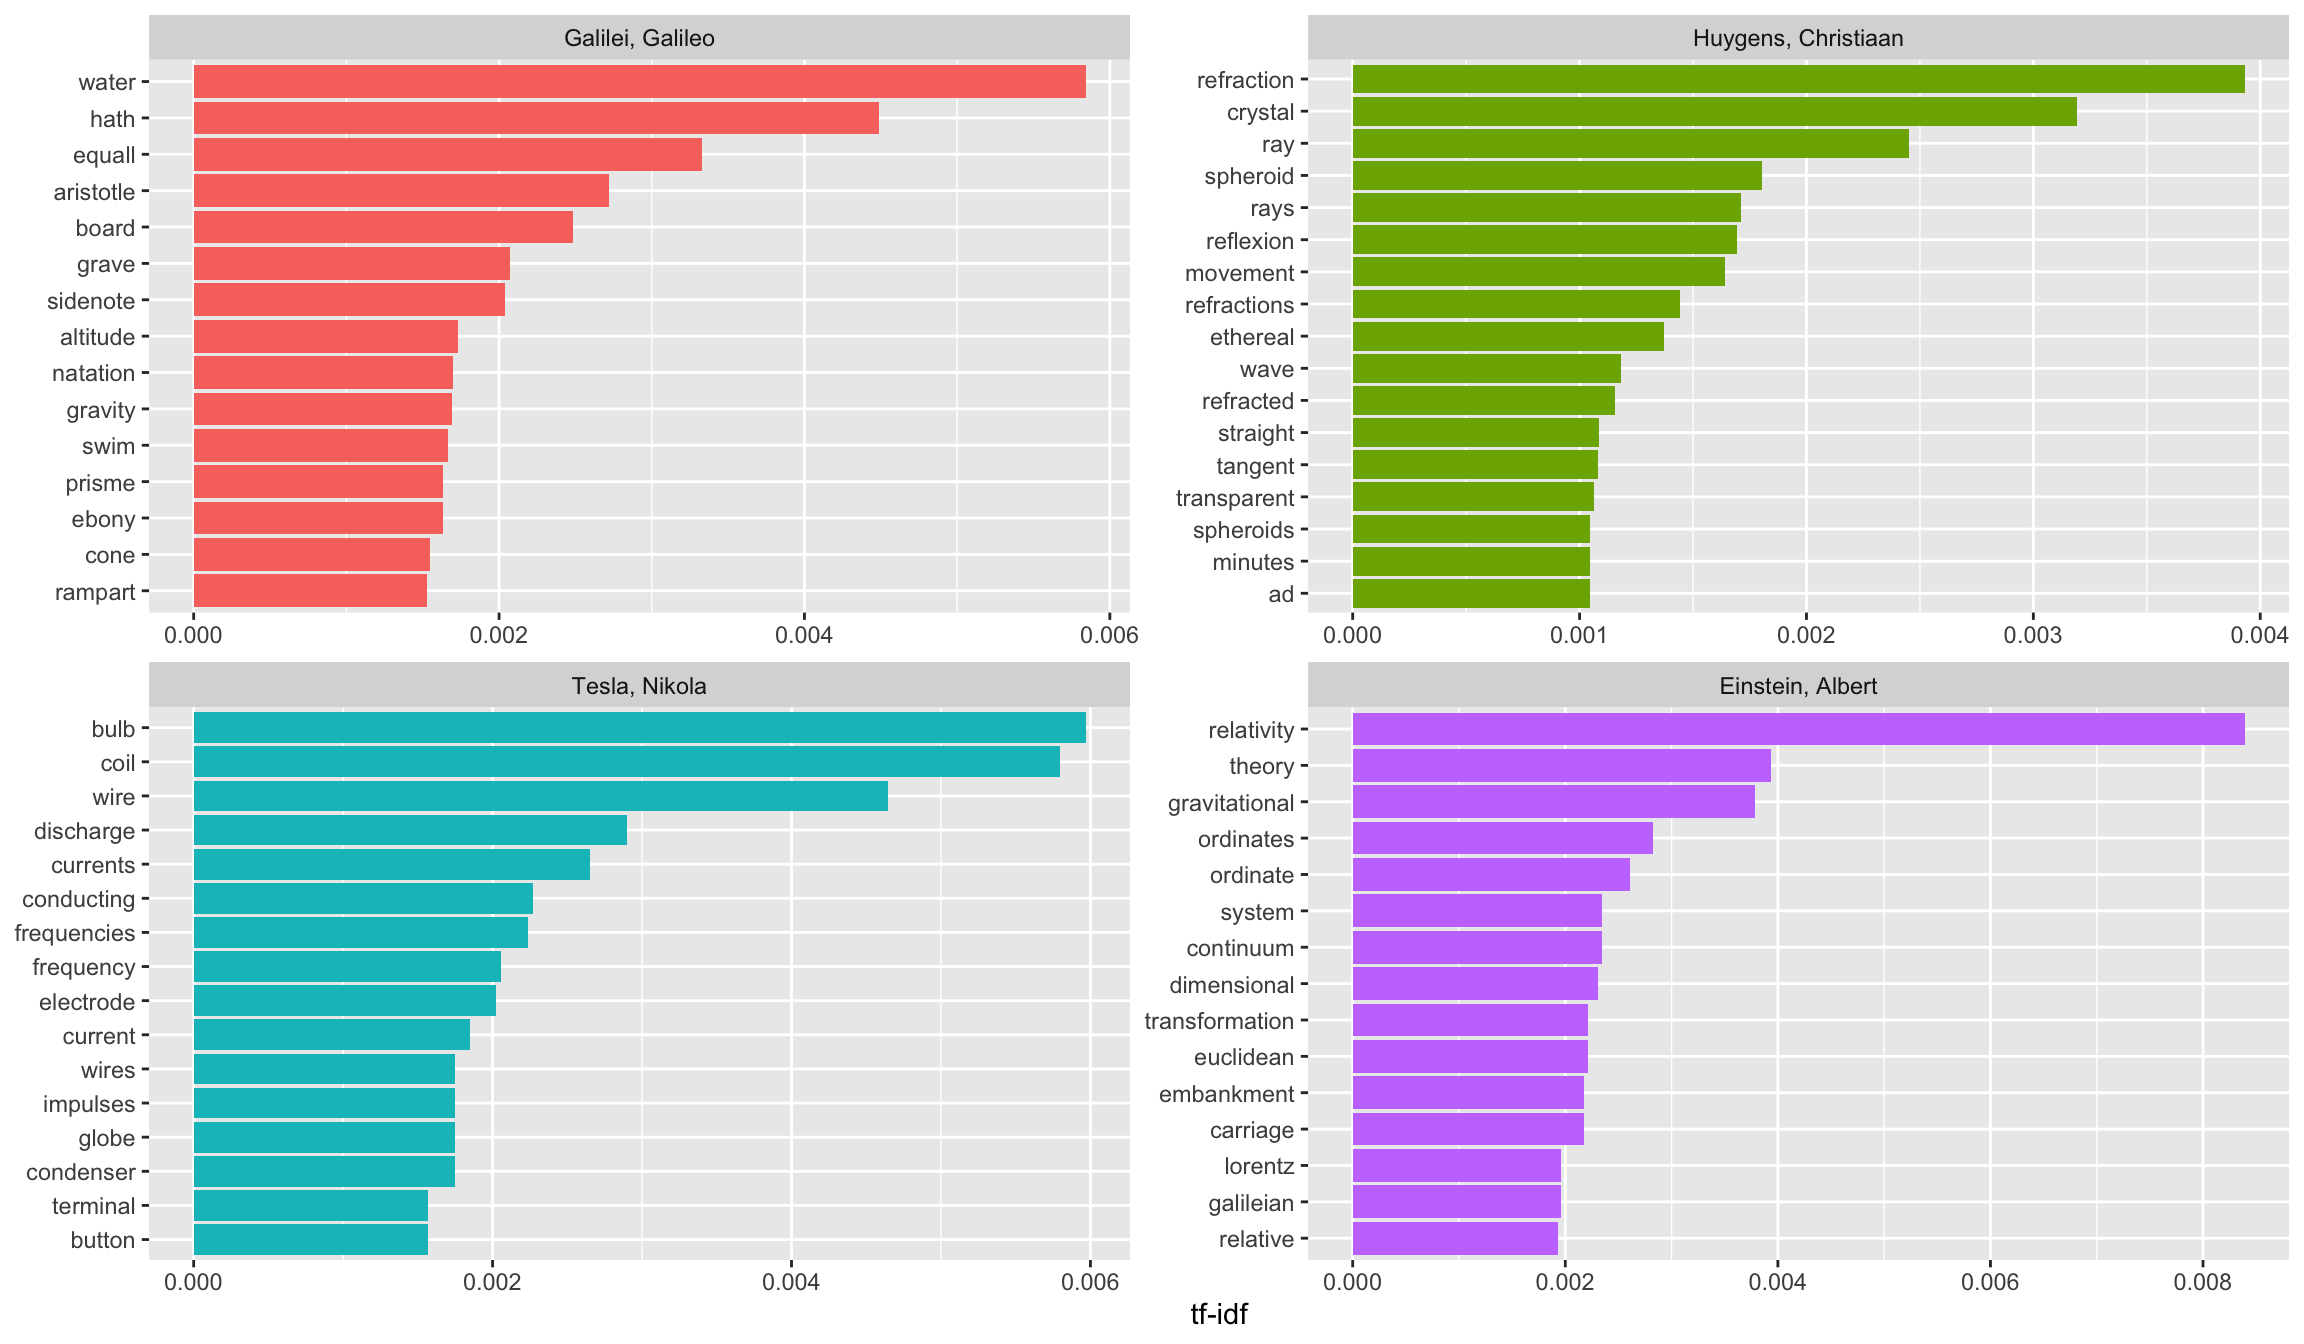 Galilei, Galileo
water
hath
equall
aristotle
board
grave
sidenote
altitude
natation
gravity
swim
prisme
ebony
cone
rampart
0.000 0.002 0.004 0.006
Huygens, Christiaan
refraction
crystal
ray
spheroid
rays
reflexion
movement
refractions
ethereal
wave
refracted
straight
tangent
transparent
spheroids
minutes
ad
0.000 0.001 0.002 0.003 0.004
Tesla, Nikola
bulb
coil
wire
discharge
currents
conducting
frequencies
frequency
electrode
current
wires
impulses
globe
condenser
terminal
button
0.000 0.002 0.004 0.006
Einstein, Albert
relativity
theory
gravitational
ordinates
ordinate
system
continuum
dimensional
transformation
euclidean
embankment
carriage
lorentz
galileian
relative
0.000 0.002 0.004 0.006 0.008
tf-idf